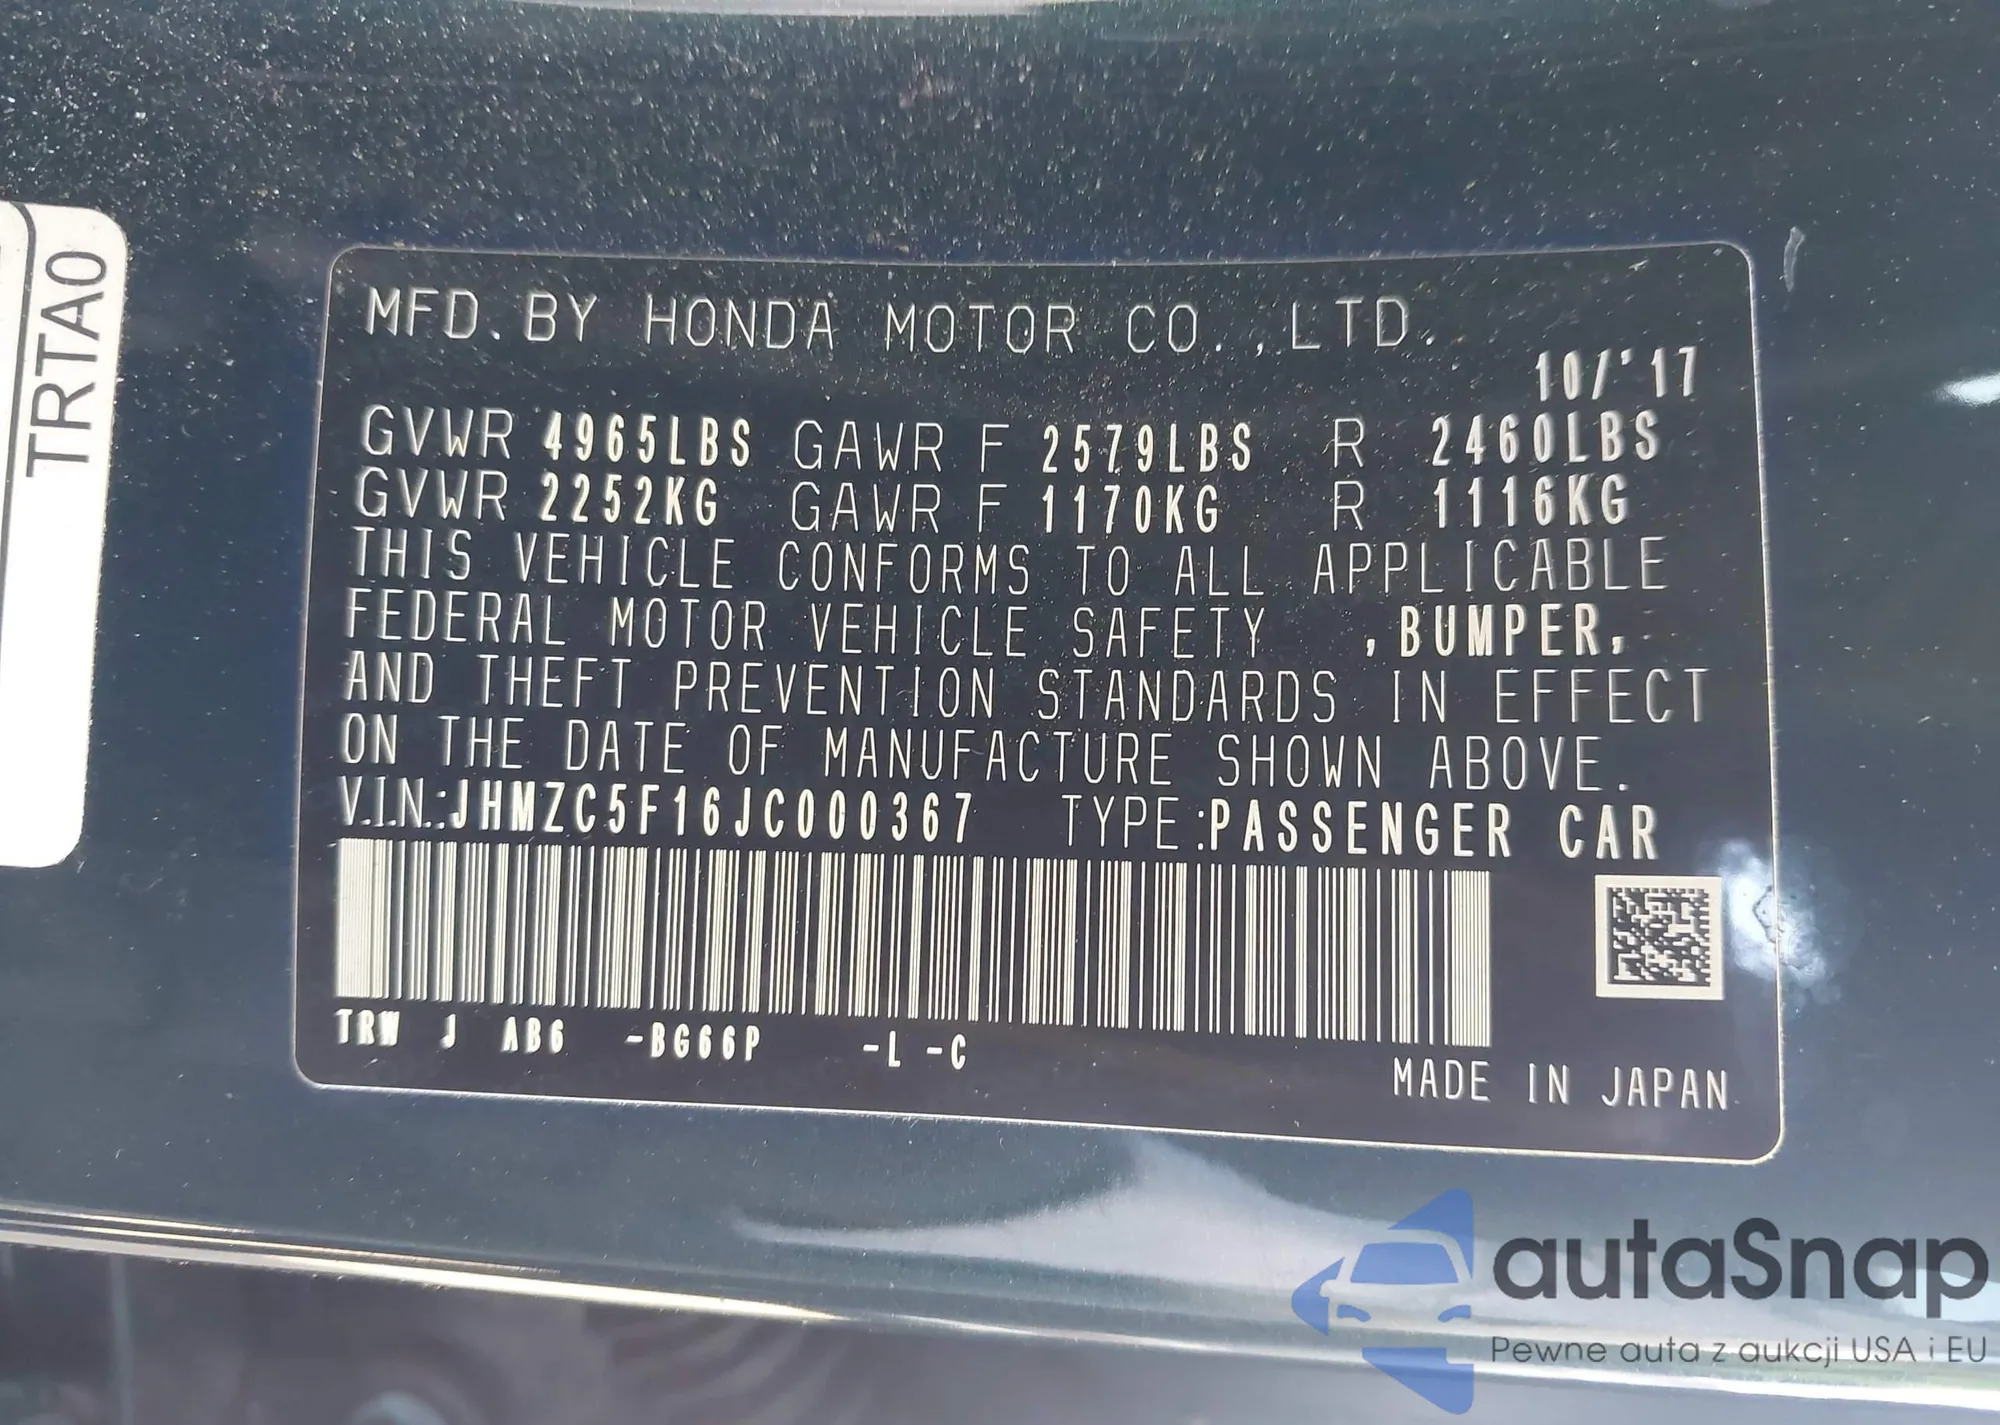 TRTA0
MFD. BY HONDA MOTOR CO.,LTD.
10/'17
GVWR 4965LBS GAWR F 2579LBS R 2460LBS
GVWR 2252KG GAWR F 1170KG R 1116KG
THIS VEHICLE CONFORMS TO ALL APPLICABLE
FEDERAL MOTOR VEHICLE SAFETY ,BUMPER,
AND THEFT PREVENTION STANDARDS IN EFFECT
ON THE DATE OF MANUFACTURE SHOWN ABOVE.
V.I.N.:JHMZC5F16JC000367 TYPE:PASSENGER CAR
TRW J AB6 -BG66P -L -C
MADE IN JAPAN
autaSnap
Pewne auta z aukcji USA i EU